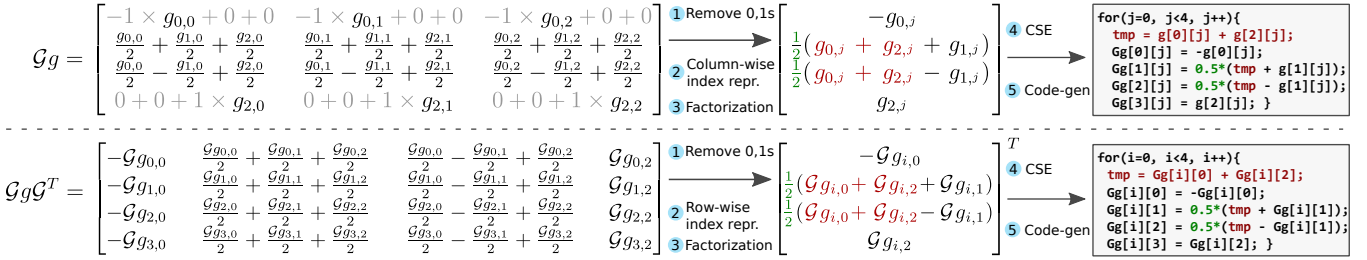 𝒢g = [ −1 × g₀,₀ + 0 + 0   −1 × g₀,₁ + 0 + 0   −1 × g₀,₂ + 0 + 0
g₀,₀/2 + g₁,₀/2 + g₂,₀/2   g₀,₁/2 + g₁,₁/2 + g₂,₁/2   g₀,₂/2 + g₁,₂/2 + g₂,₂/2
g₀,₀/2 − g₁,₀/2 + g₂,₀/2   g₀,₁/2 − g₁,₁/2 + g₂,₁/2   g₀,₂/2 − g₁,₂/2 + g₂,₂/2
0 + 0 + 1 × g₂,₀   0 + 0 + 1 × g₂,₁   0 + 0 + 1 × g₂,₂ ]
1 Remove 0,1s
2 Column-wise
index repr.
3 Factorization
[ −g₀,ⱼ
½(g₀,ⱼ + g₂,ⱼ + g₁,ⱼ)
½(g₀,ⱼ + g₂,ⱼ − g₁,ⱼ)
g₂,ⱼ ]
4 CSE
5 Code-gen
for(j=0, j<4, j++){
tmp = g[0][j] + g[2][j];
Gg[0][j] = -g[0][j];
Gg[1][j] = 0.5*(tmp + g[1][j]);
Gg[2][j] = 0.5*(tmp - g[1][j]);
Gg[3][j] = g[2][j]; }
𝒢g𝒢ᵀ = [ −𝒢g₀,₀   𝒢g₀,₀/2 + 𝒢g₀,₁/2 + 𝒢g₀,₂/2   𝒢g₀,₀/2 − 𝒢g₀,₁/2 + 𝒢g₀,₂/2   𝒢g₀,₂
−𝒢g₁,₀   𝒢g₁,₀/2 + 𝒢g₁,₁/2 + 𝒢g₁,₂/2   𝒢g₁,₀/2 − 𝒢g₁,₁/2 + 𝒢g₁,₂/2   𝒢g₁,₂
−𝒢g₂,₀   𝒢g₂,₀/2 + 𝒢g₂,₁/2 + 𝒢g₂,₂/2   𝒢g₂,₀/2 − 𝒢g₂,₁/2 + 𝒢g₂,₂/2   𝒢g₂,₂
−𝒢g₃,₀   𝒢g₃,₀/2 + 𝒢g₃,₁/2 + 𝒢g₃,₂/2   𝒢g₃,₀/2 − 𝒢g₃,₁/2 + 𝒢g₃,₂/2   𝒢g₃,₂ ]
1 Remove 0,1s
2 Row-wise
index repr.
3 Factorization
[ −𝒢gᵢ,₀
½(𝒢gᵢ,₀ + 𝒢gᵢ,₂ + 𝒢gᵢ,₁)
½(𝒢gᵢ,₀ + 𝒢gᵢ,₂ − 𝒢gᵢ,₁)
𝒢gᵢ,₂ ]ᵀ
4 CSE
5 Code-gen
for(i=0, i<4, i++){
tmp = Gg[i][0] + Gg[i][2];
Gg[i][0] = -Gg[i][0];
Gg[i][1] = 0.5*(tmp + Gg[i][1]);
Gg[i][2] = 0.5*(tmp - Gg[i][1]);
Gg[i][3] = Gg[i][2]; }